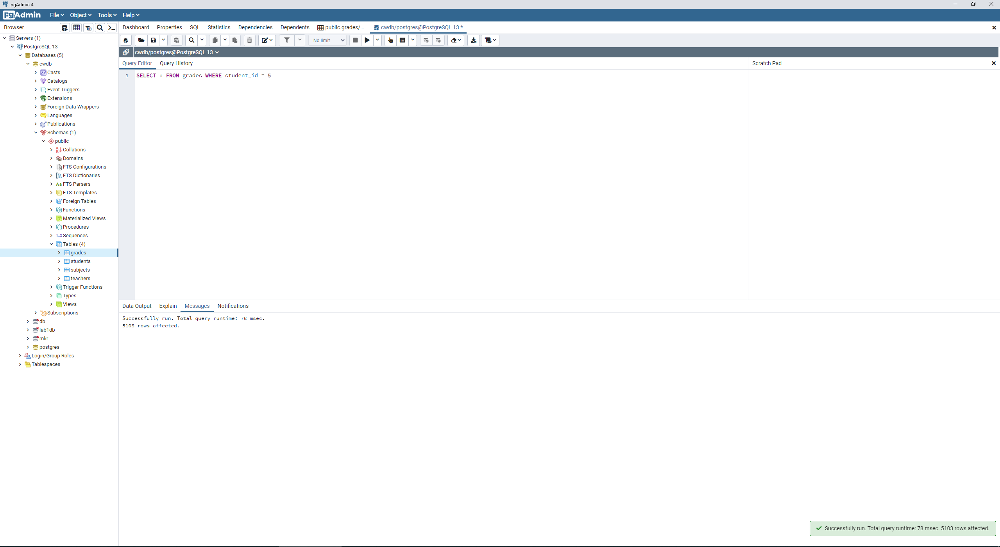 pgAdmin 4
pgAdmin File Object Tools Help
Browser
Dashboard Properties SQL Statistics Dependencies Dependents public.grades/... cwdb/postgres@PostgreSQL 13 *
No limit
cwdb/postgres@PostgreSQL 13
Query Editor Query History
Scratch Pad
1 SELECT * FROM grades WHERE student_id = 5
Servers (1)
PostgreSQL 13
Databases (5)
cwdb
Casts
Catalogs
Event Triggers
Extensions
Foreign Data Wrappers
Languages
Publications
Schemas (1)
public
Collations
Domains
FTS Configurations
FTS Dictionaries
Aa FTS Parsers
FTS Templates
Foreign Tables
Functions
Materialized Views
Procedures
1..3 Sequences
Tables (4)
grades
students
subjects
teachers
Trigger Functions
Types
Views
Subscriptions
db
lab1db
mkr
postgres
Login/Group Roles
Tablespaces
Data Output Explain Messages Notifications
Successfully run. Total query runtime: 78 msec.
5103 rows affected.
Successfully run. Total query runtime: 78 msec. 5103 rows affected.